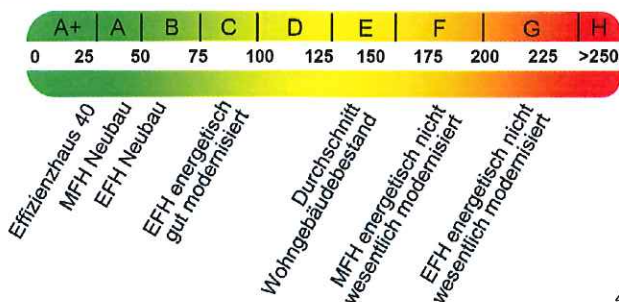 A+ A B C D E F G H
0 25 50 75 100 125 150 175 200 225 >250
Effizienzhaus 40
MFH Neubau
EFH Neubau
EFH energetisch
gut modernisiert
Durchschnitt
Wohngebäudebestand
MFH energetisch nicht
wesentlich modernisiert
EFH energetisch nicht
wesentlich modernisiert